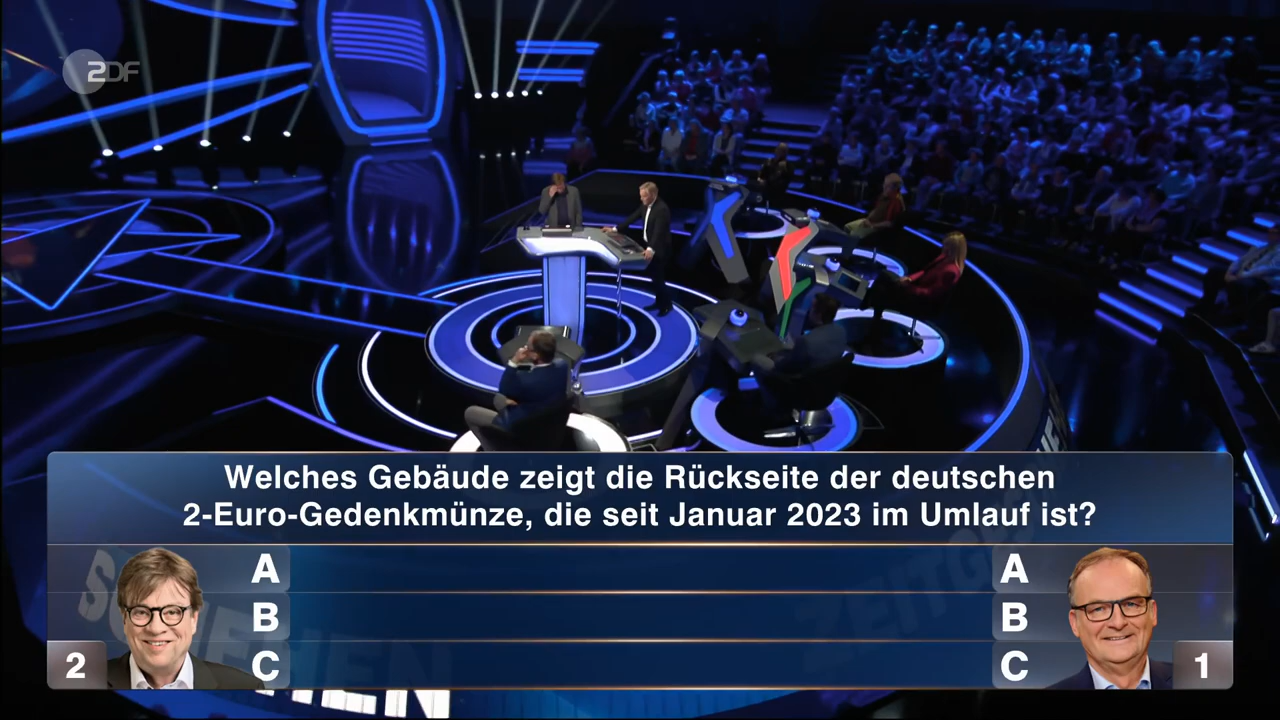 ZDF
Welches Gebäude zeigt die Rückseite der deutschen
2-Euro-Gedenkmünze, die seit Januar 2023 im Umlauf ist?
A
A
B
B
C
C
2
1